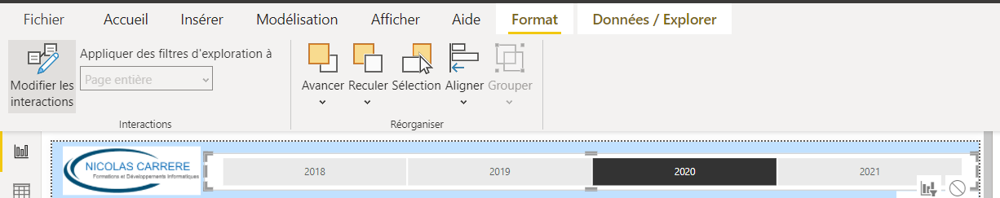 Fichier Accueil Insérer Modélisation Afficher Aide Format Données / Explorer
Modifier les interactions
Appliquer des filtres d'exploration à
Page entière
Interactions
Avancer Reculer Sélection Aligner Grouper
Réorganiser
NICOLAS CARRERE
Formations et Développements Informatiques
2018 2019 2020 2021